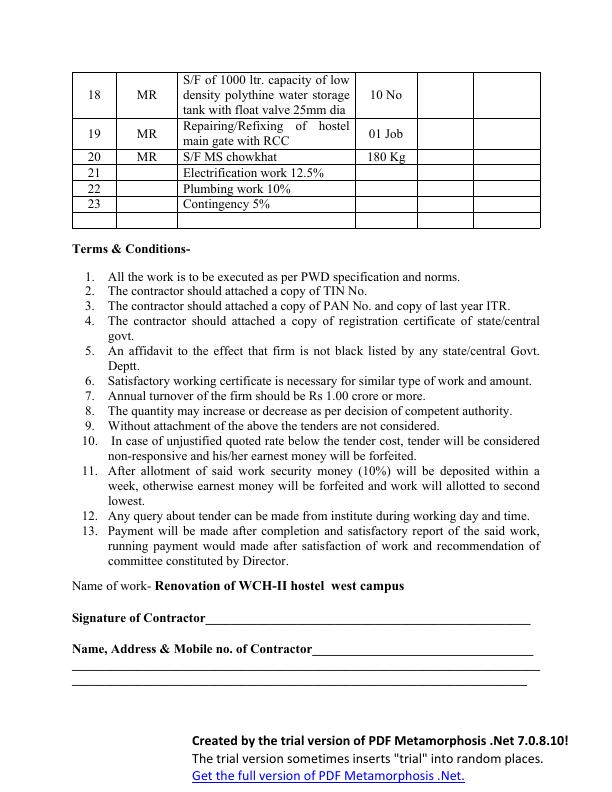 S/F of 1000 ltr. capacity of low
18 MR density polythine water storage 10 No
tank with float valve 25mm dia
19 MR Repairing/Refixing of hostel 01 Job
main gate with RCC
20 MR S/F MS chowkhat 180 Kg
21 Electrification work 12.5%
22 Plumbing work 10%
23 Contingency 5%
Terms & Conditions-
1. All the work is to be executed as per PWD specification and norms.
2. The contractor should attached a copy of TIN No.
3. The contractor should attached a copy of PAN No. and copy of last year ITR.
4. The contractor should attached a copy of registration certificate of state/central
govt.
5. An affidavit to the effect that firm is not black listed by any state/central Govt.
Deptt.
6. Satisfactory working certificate is necessary for similar type of work and amount.
7. Annual turnover of the firm should be Rs 1.00 crore or more.
8. The quantity may increase or decrease as per decision of competent authority.
9. Without attachment of the above the tenders are not considered.
10. In case of unjustified quoted rate below the tender cost, tender will be considered
non-responsive and his/her earnest money will be forfeited.
11. After allotment of said work security money (10%) will be deposited within a
week, otherwise earnest money will be forfeited and work will allotted to second
lowest.
12. Any query about tender can be made from institute during working day and time.
13. Payment will be made after completion and satisfactory report of the said work,
running payment would made after satisfaction of work and recommendation of
committee constituted by Director.
Name of work- Renovation of WCH-II hostel west campus
Signature of Contractor
Name, Address & Mobile no. of Contractor
Created by the trial version of PDF Metamorphosis .Net 7.0.8.10!
The trial version sometimes inserts "trial" into random places.
Get the full version of PDF Metamorphosis .Net.